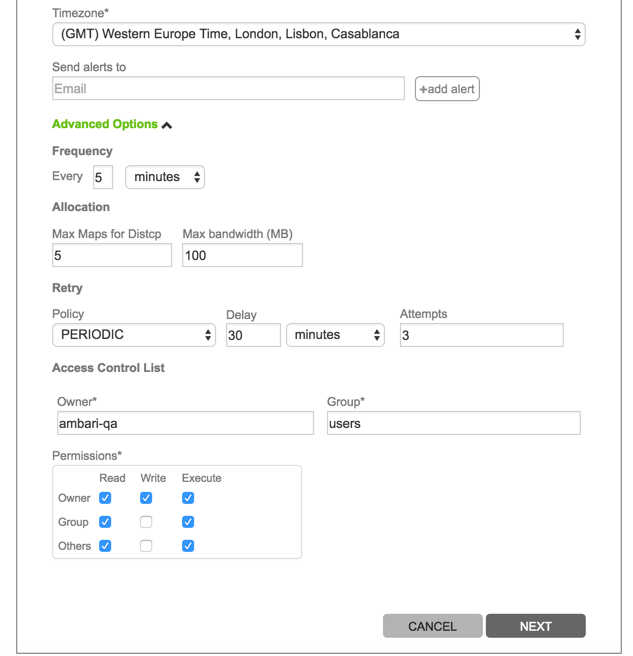 Timezone*
(GMT) Western Europe Time, London, Lisbon, Casablanca
Send alerts to
Email +add alert
Advanced Options
Frequency
Every 5 minutes
Allocation
Max Maps for Distcp Max bandwidth (MB)
5 100
Retry
Policy Delay Attempts
PERIODIC 30 minutes 3
Access Control List
Owner* Group*
ambari-qa users
Permissions*
Read Write Execute
Owner
Group
Others
CANCEL NEXT